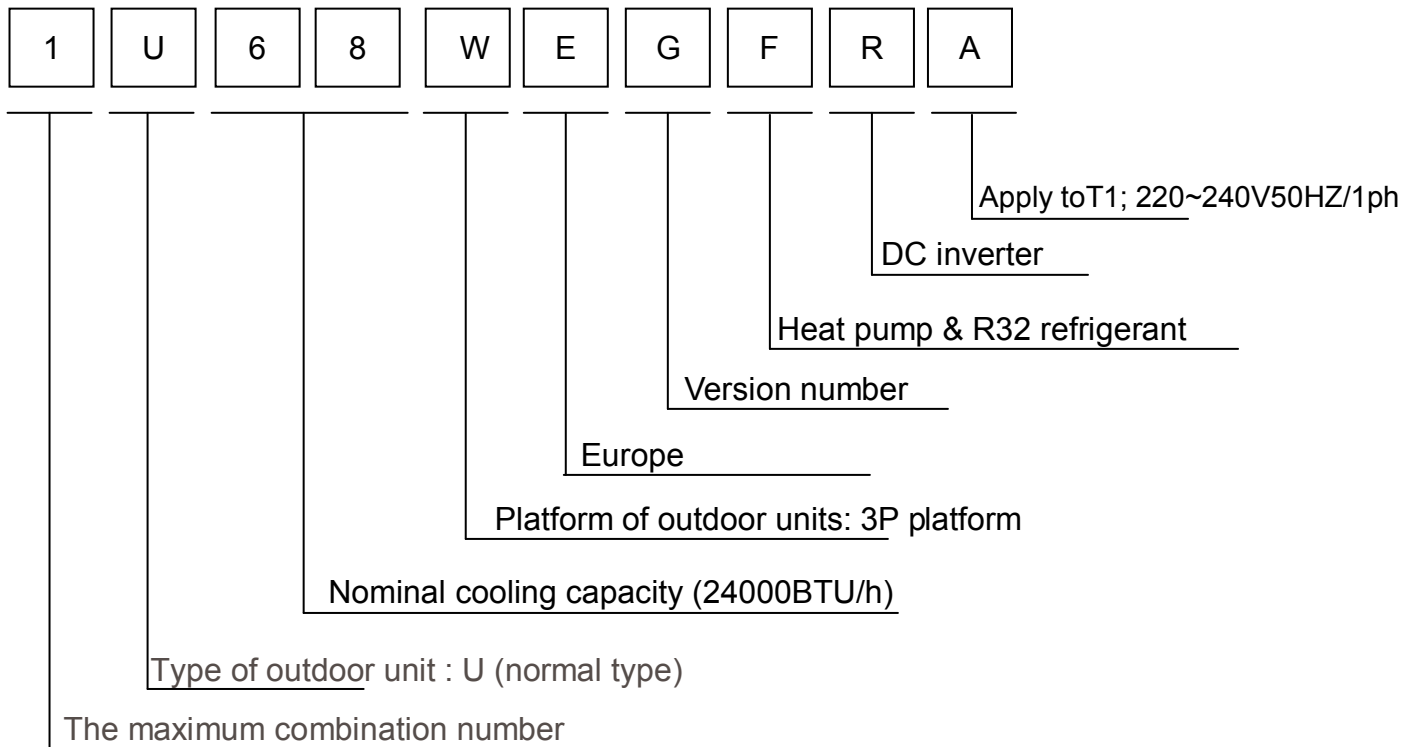 1 U 6 8 W E G F R A
Apply toT1; 220~240V50HZ/1ph
DC inverter
Heat pump & R32 refrigerant
Version number
Europe
Platform of outdoor units: 3P platform
Nominal cooling capacity (24000BTU/h)
Type of outdoor unit : U (normal type)
The maximum combination number